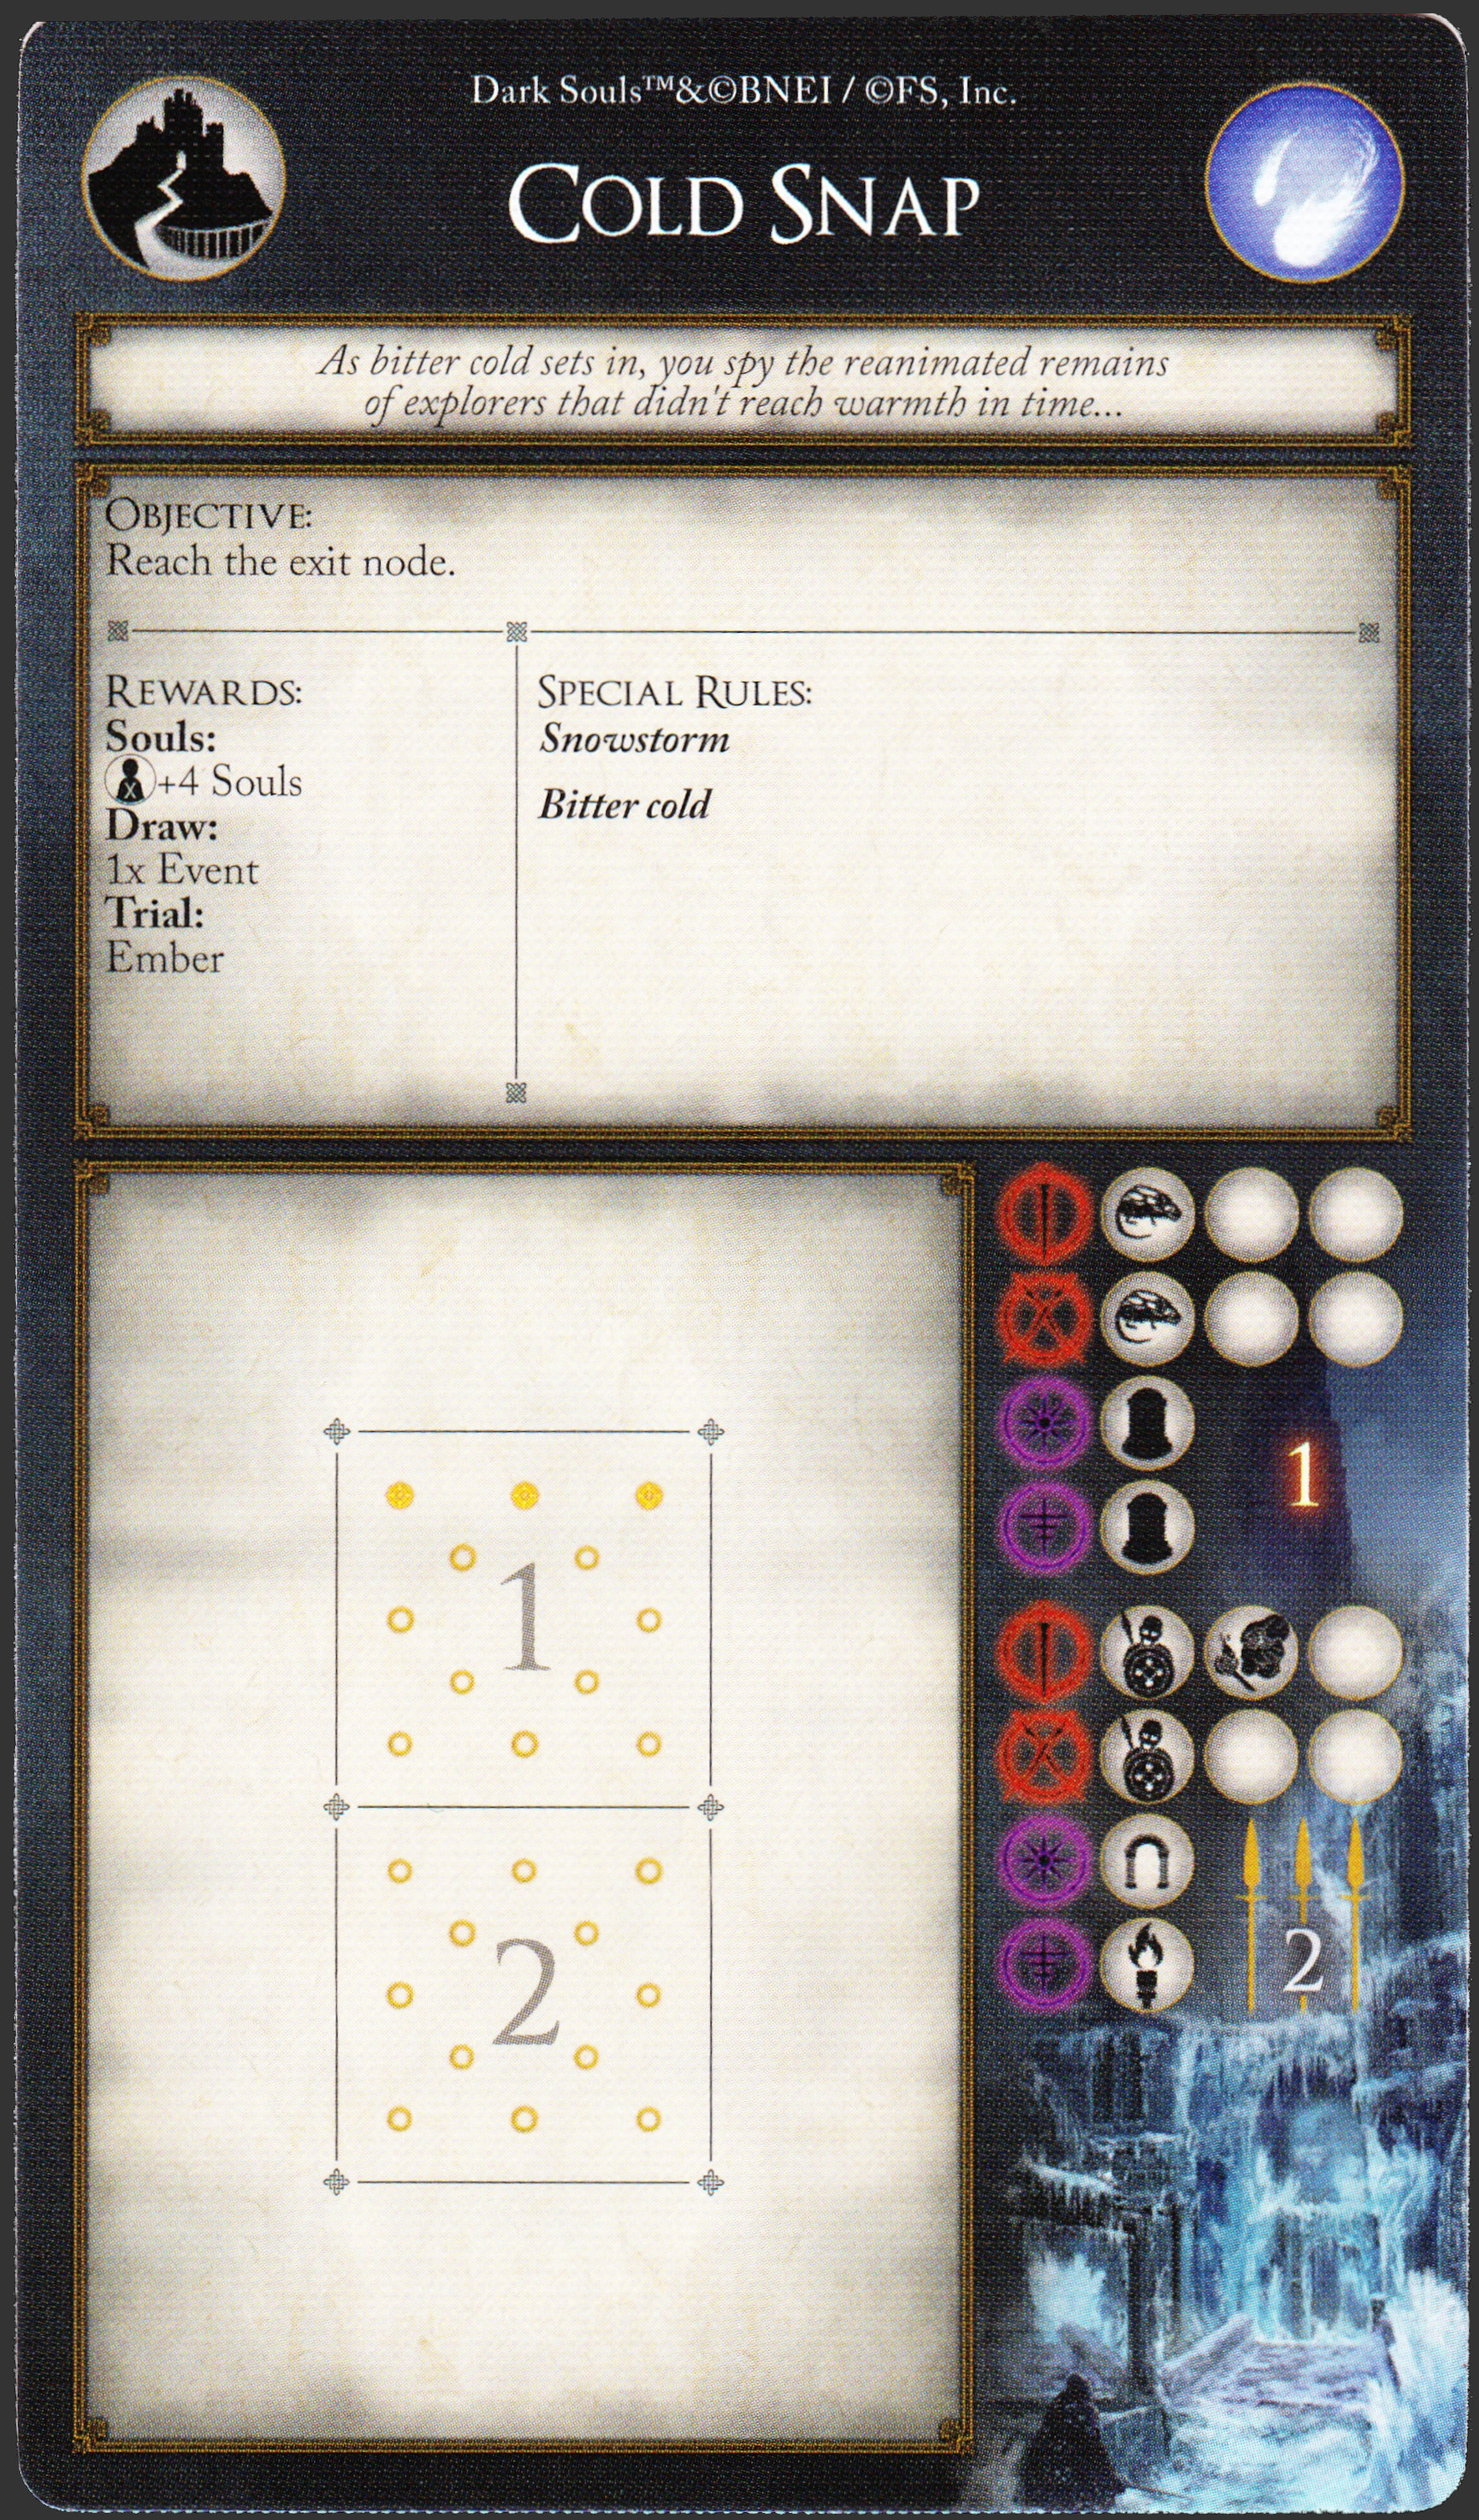 Dark Souls™&©BNEI / ©FS, Inc.
Cold Snap
As bitter cold sets in, you spy the reanimated remains
of explorers that didn't reach warmth in time...
Objective:
Reach the exit node.
Rewards:
Souls:
+4 Souls
Draw:
1x Event
Trial:
Ember
Special Rules:
Snowstorm
Bitter cold
1
2
1
2